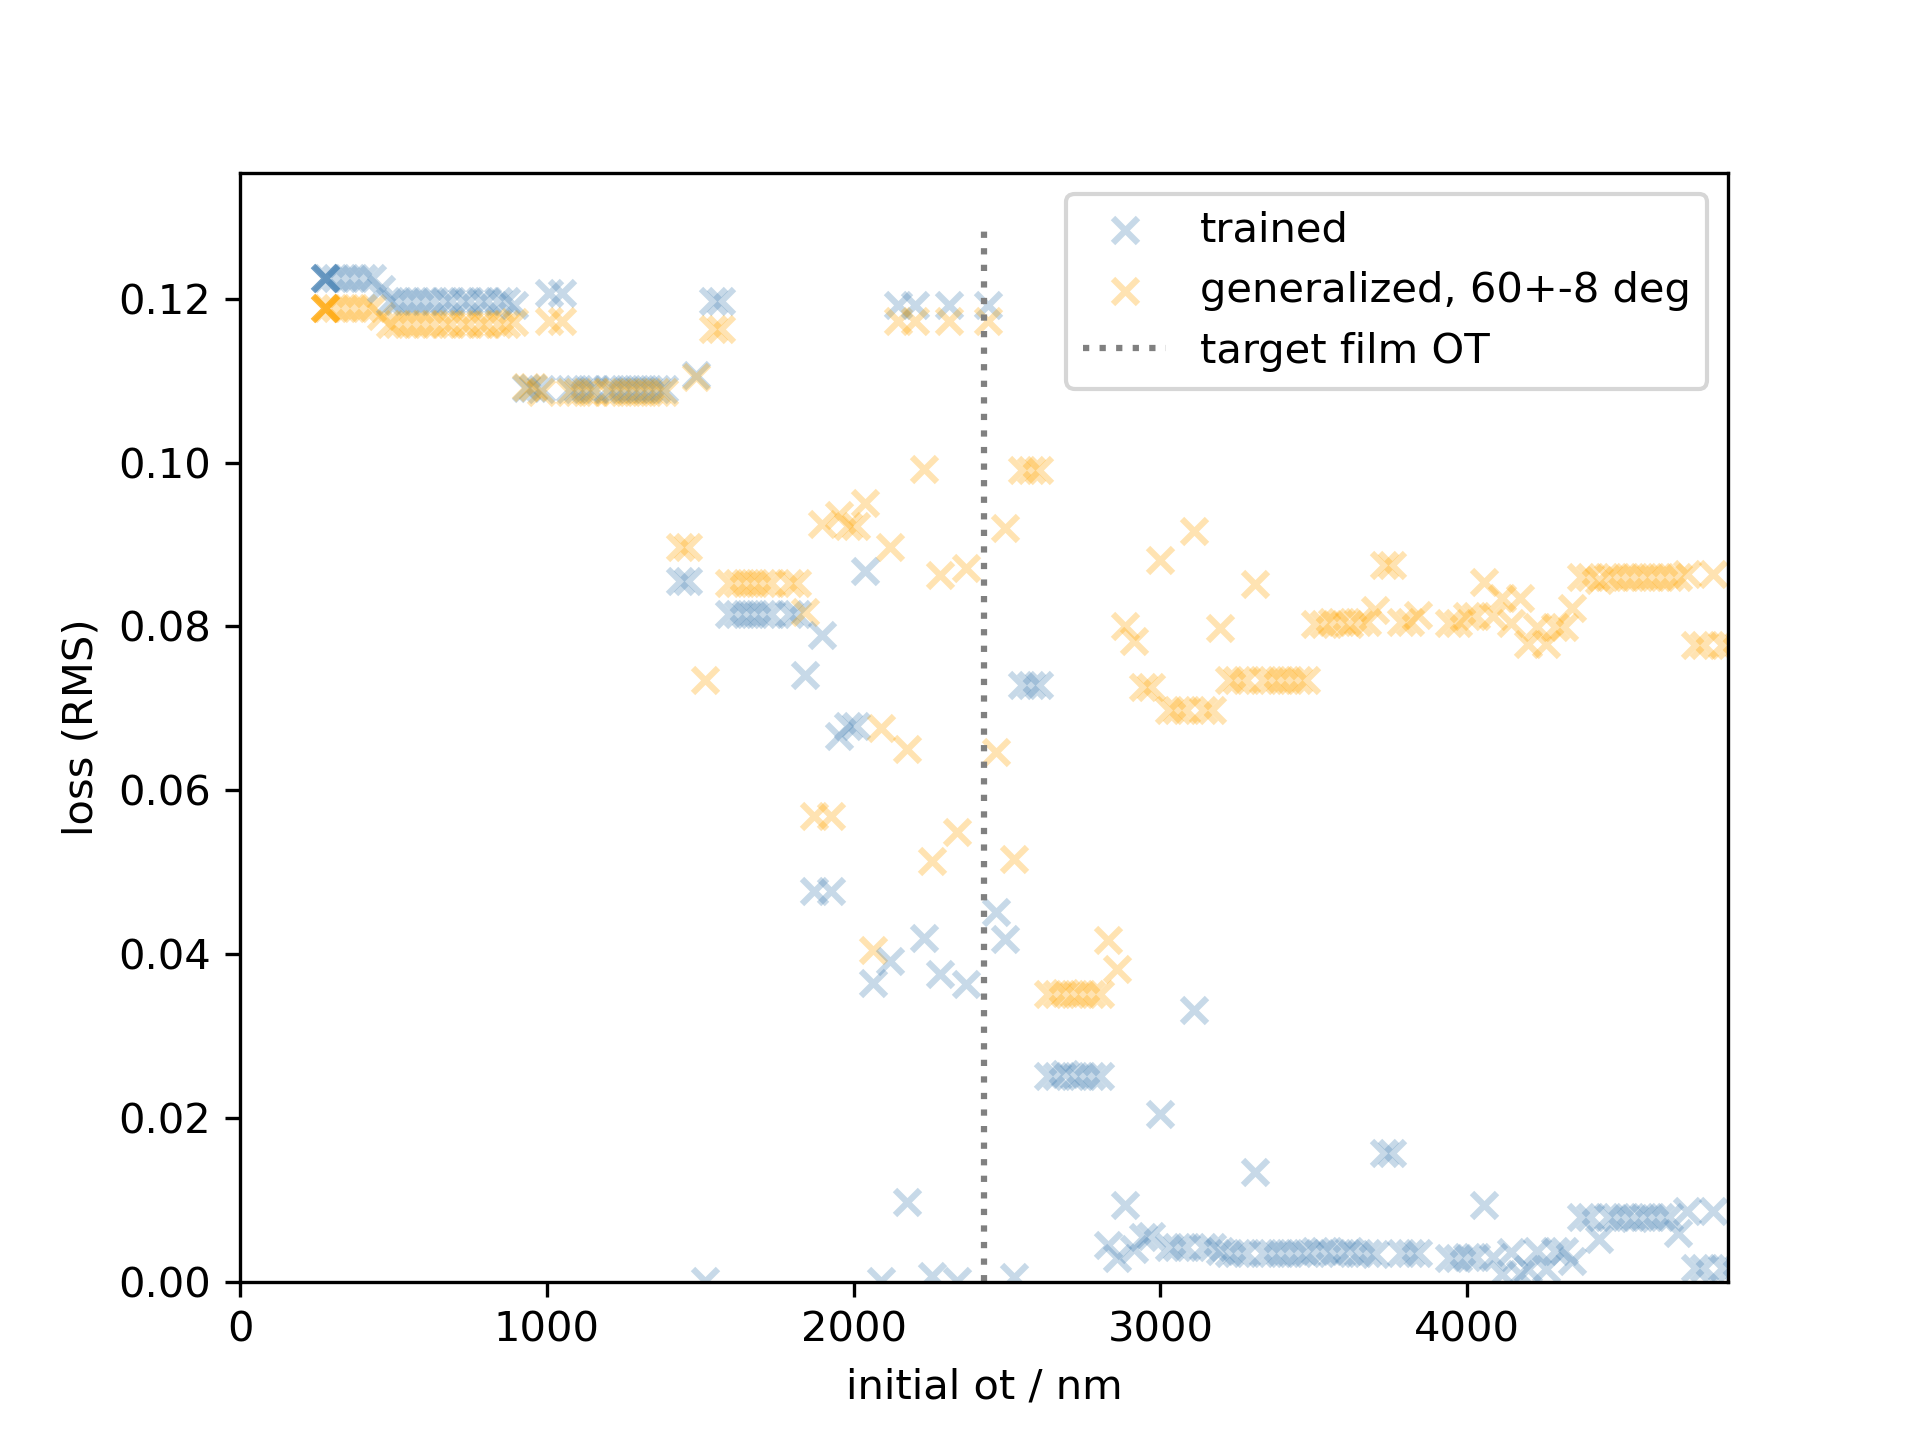 trained
generalized, 60+-8 deg
target film OT
0.12
0.10
0.08
0.06
0.04
0.02
0.00
loss (RMS)
0 1000 2000 3000 4000
initial ot / nm